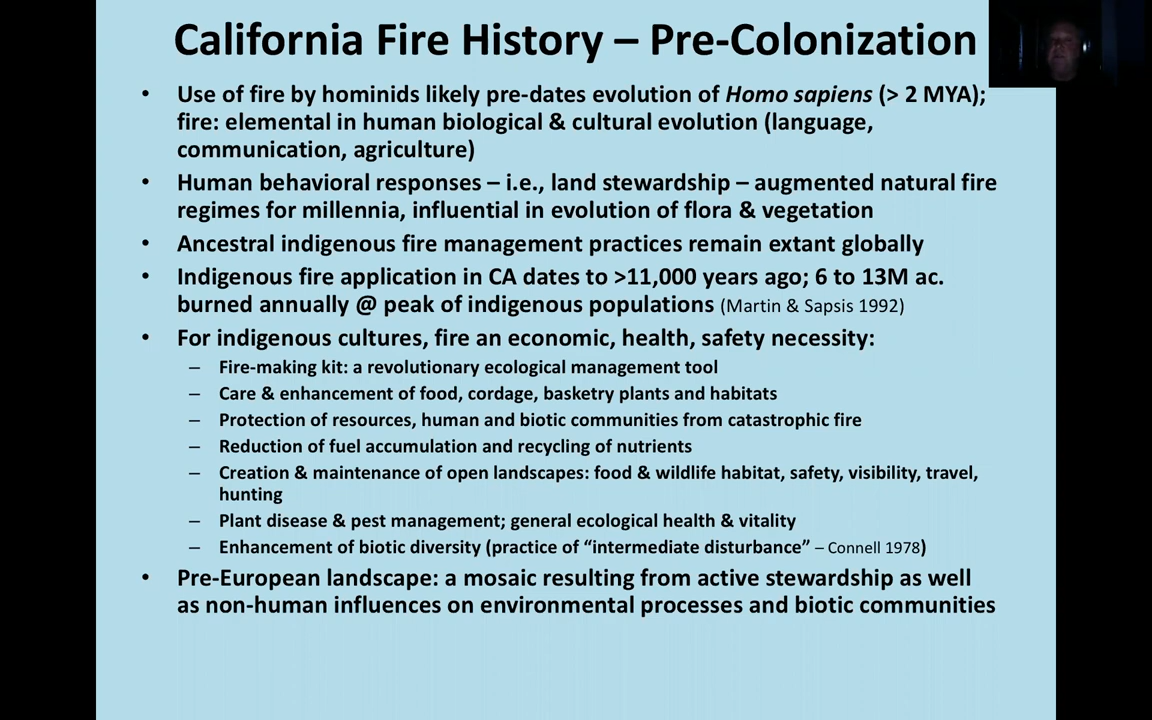 California Fire History – Pre-Colonization
• Use of fire by hominids likely pre-dates evolution of Homo sapiens (> 2 MYA);
fire: elemental in human biological & cultural evolution (language,
communication, agriculture)
• Human behavioral responses – i.e., land stewardship – augmented natural fire
regimes for millennia, influential in evolution of flora & vegetation
• Ancestral indigenous fire management practices remain extant globally
• Indigenous fire application in CA dates to >11,000 years ago; 6 to 13M ac.
burned annually @ peak of indigenous populations (Martin & Sapsis 1992)
• For indigenous cultures, fire an economic, health, safety necessity:
– Fire-making kit: a revolutionary ecological management tool
– Care & enhancement of food, cordage, basketry plants and habitats
– Protection of resources, human and biotic communities from catastrophic fire
– Reduction of fuel accumulation and recycling of nutrients
– Creation & maintenance of open landscapes: food & wildlife habitat, safety, visibility, travel,
hunting
– Plant disease & pest management; general ecological health & vitality
– Enhancement of biotic diversity (practice of “intermediate disturbance” – Connell 1978)
• Pre-European landscape: a mosaic resulting from active stewardship as well
as non-human influences on environmental processes and biotic communities